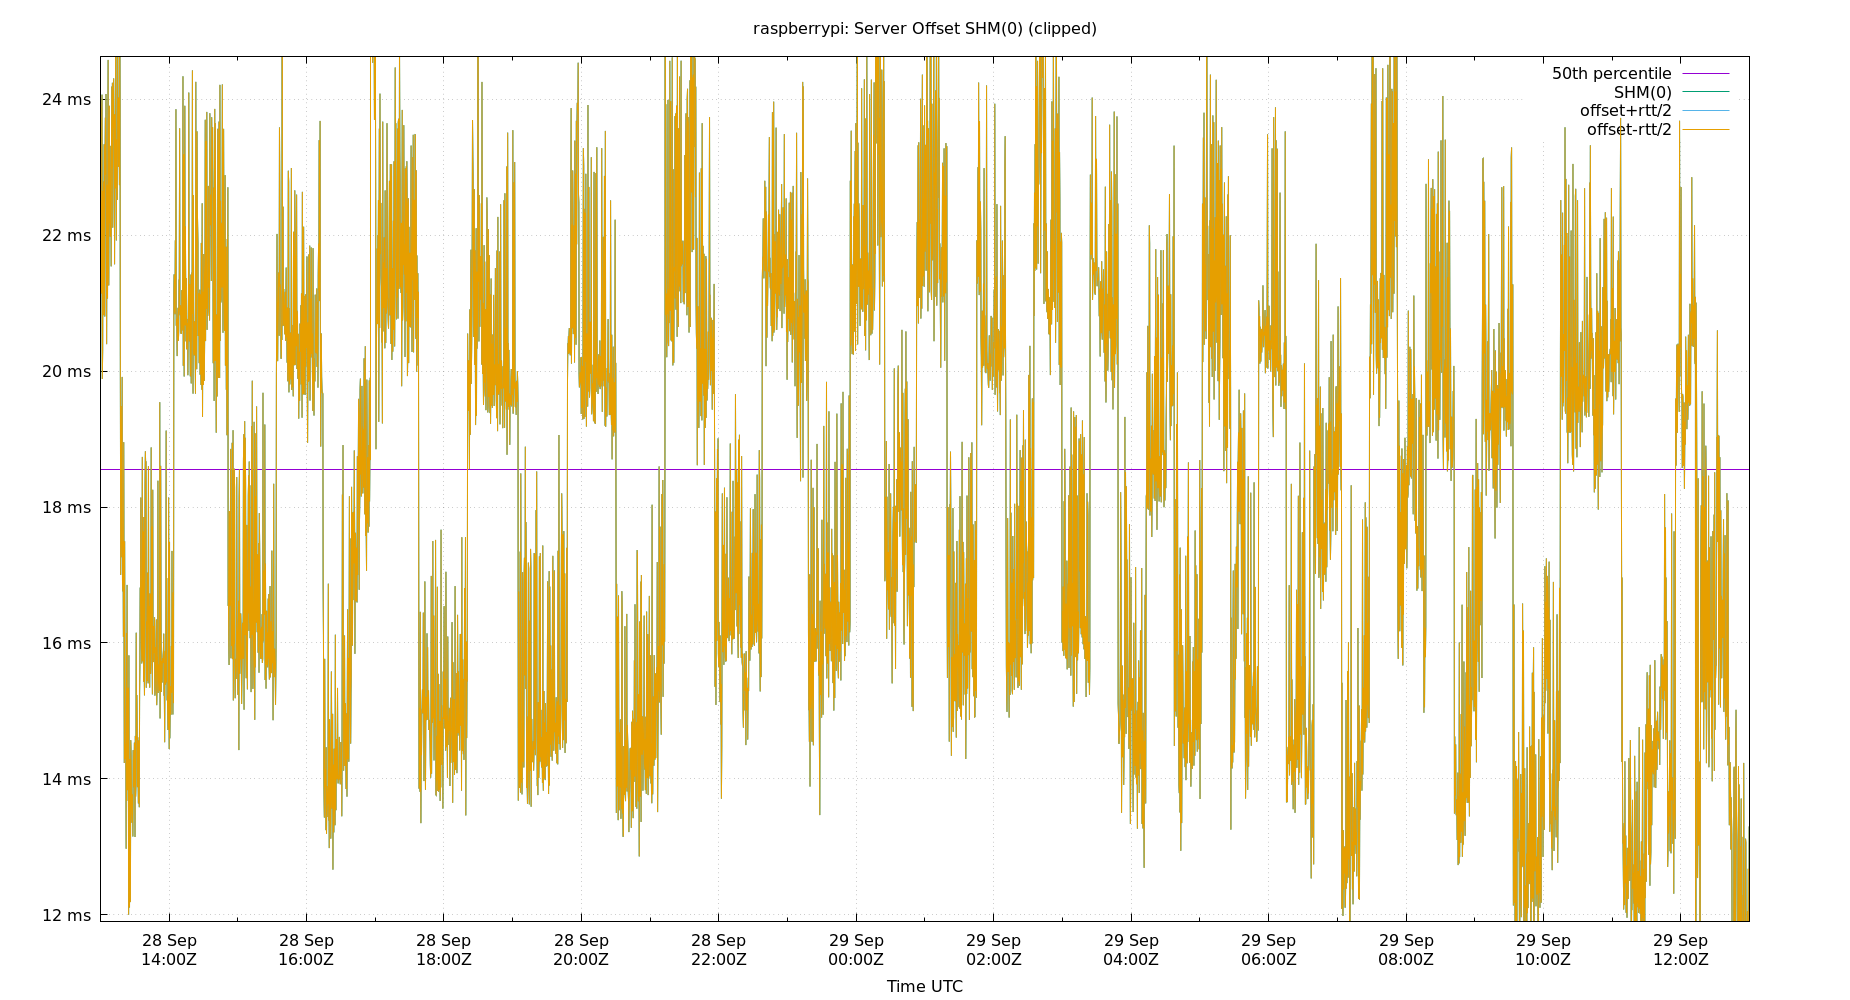 raspberrypi: Server Offset SHM(0) (clipped)
50th percentile
SHM(0)
offset+rtt/2
offset-rtt/2
24 ms
22 ms
20 ms
18 ms
16 ms
14 ms
12 ms
28 Sep 28 Sep 28 Sep 28 Sep 28 Sep 29 Sep 29 Sep 29 Sep 29 Sep 29 Sep 29 Sep 29 Sep
14:00Z 16:00Z 18:00Z 20:00Z 22:00Z 00:00Z 02:00Z 04:00Z 06:00Z 08:00Z 10:00Z 12:00Z
Time UTC